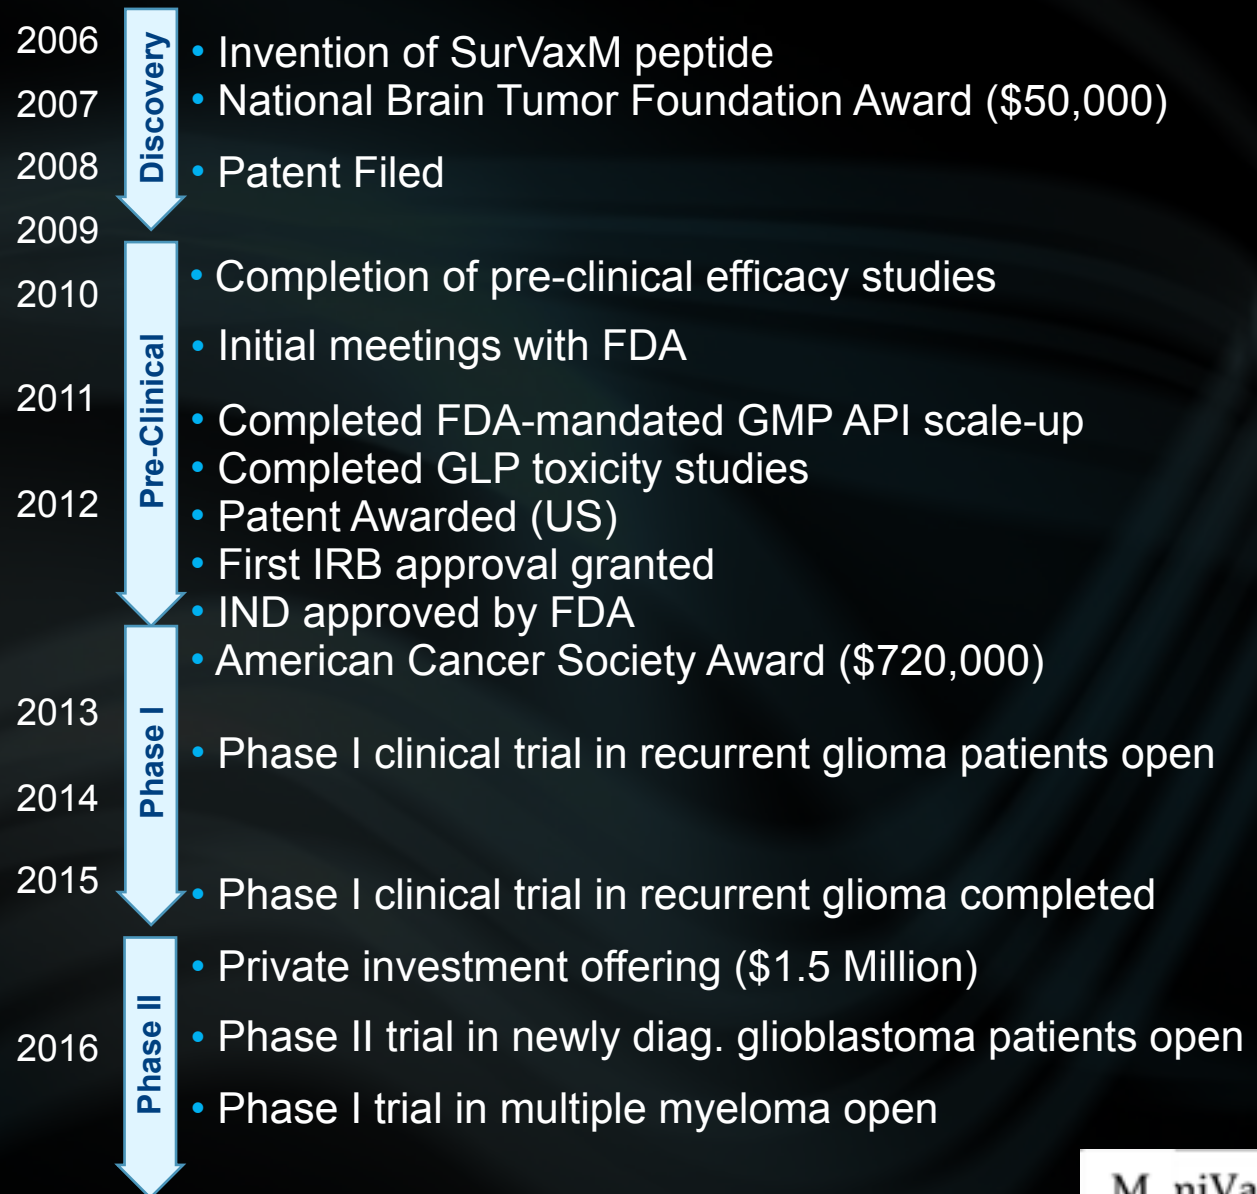 2006
Discovery
• Invention of SurVaxM peptide
2007
• National Brain Tumor Foundation Award ($50,000)
2008
• Patent Filed
2009
Pre-Clinical
• Completion of pre-clinical efficacy studies
2010
• Initial meetings with FDA
2011
• Completed FDA-mandated GMP API scale-up
• Completed GLP toxicity studies
2012
• Patent Awarded (US)
• First IRB approval granted
• IND approved by FDA
Phase I
• American Cancer Society Award ($720,000)
2013
• Phase I clinical trial in recurrent glioma patients open
2014
2015
• Phase I clinical trial in recurrent glioma completed
Phase II
• Private investment offering ($1.5 Million)
2016
• Phase II trial in newly diag. glioblastoma patients open
• Phase I trial in multiple myeloma open